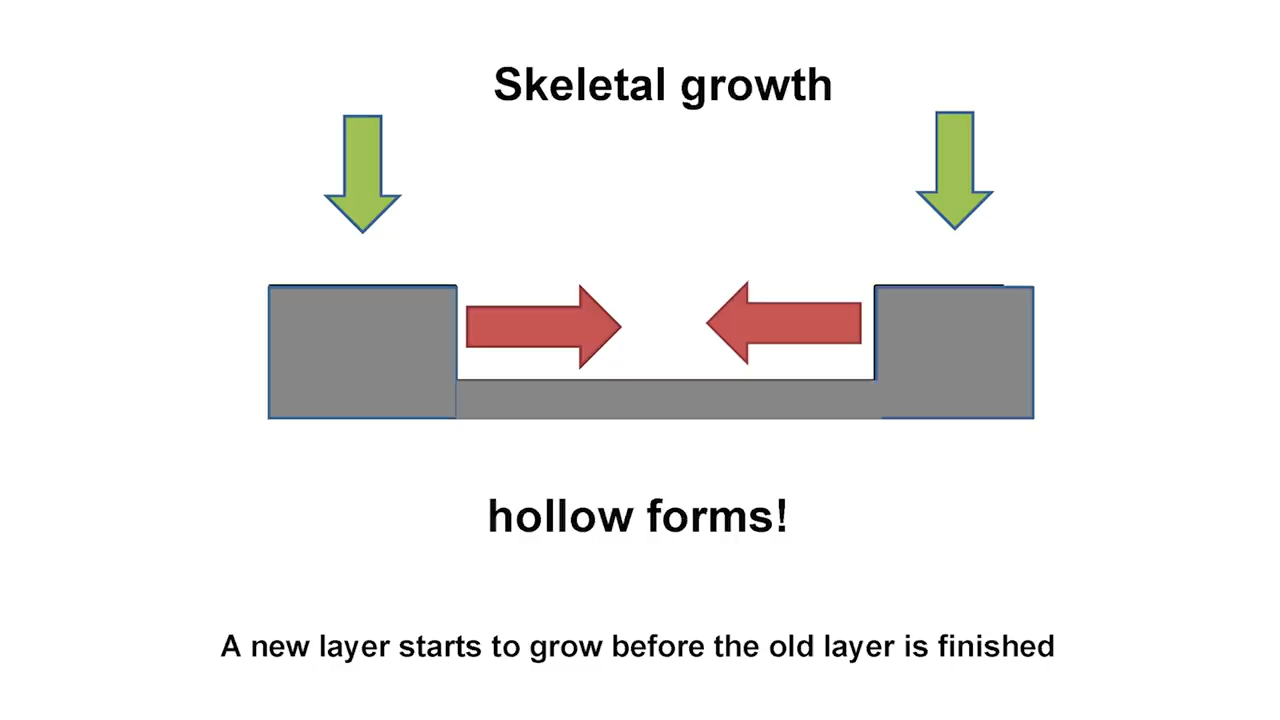 Skeletal growth
hollow forms!
A new layer starts to grow before the old layer is finished